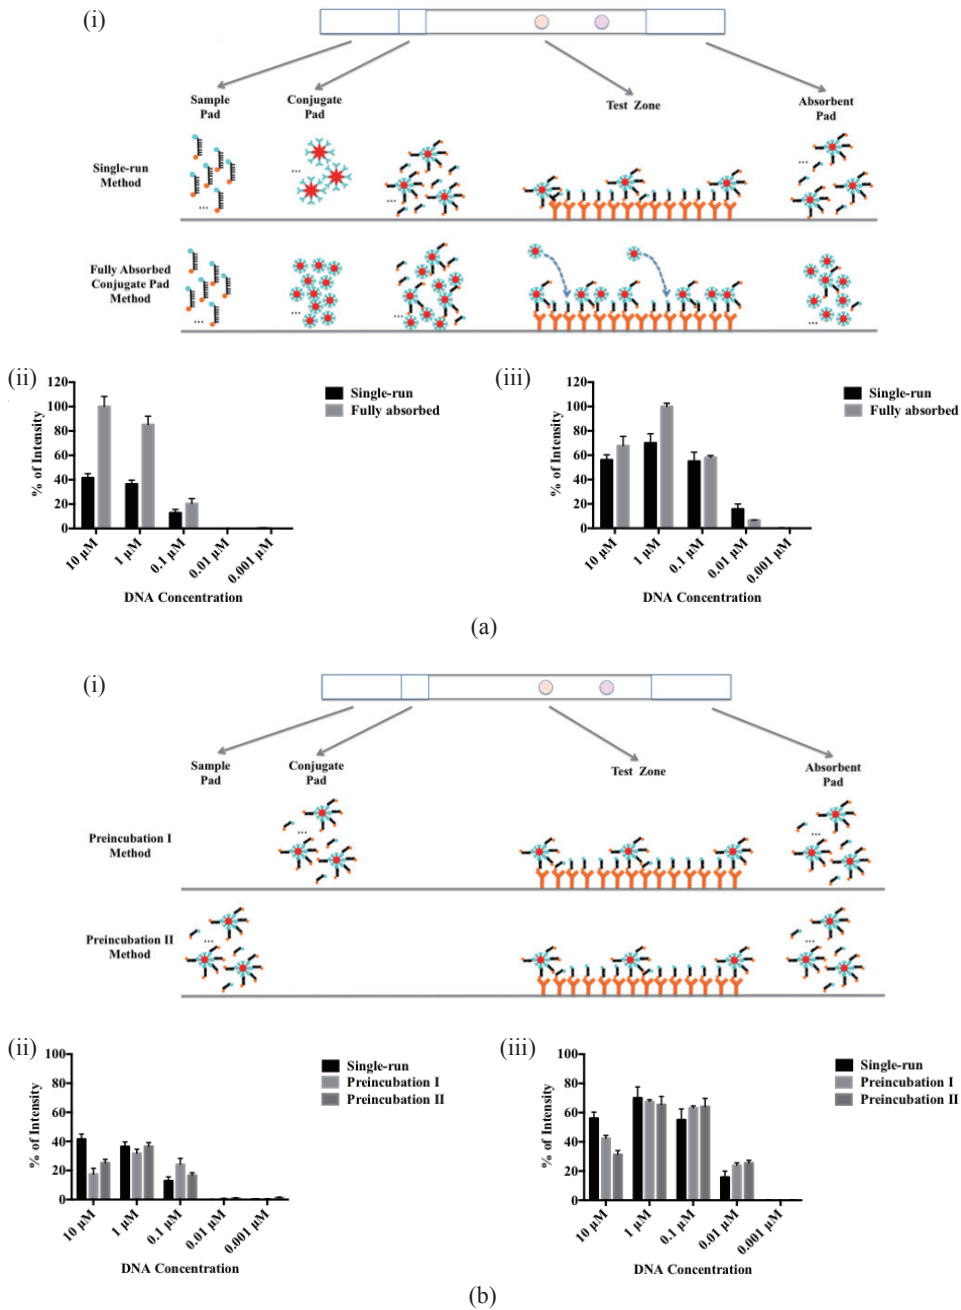 (i)
Sample
Pad
Conjugate
Pad
Test Zone
Absorbent
Pad
Single-run
Method
...
...
...
...
Fully Absorbed
Conjugate Pad
Method
...
...
...
...
(ii)
120
100
80
60
40
20
0
% of Intensity
Single-run
Fully absorbed
10 µM
1 µM
0.1 µM
0.01 µM
0.001 µM
DNA Concentration
(iii)
120
100
80
60
40
20
0
% of Intensity
Single-run
Fully absorbed
10 µM
1 µM
0.1 µM
0.01 µM
0.001 µM
DNA Concentration
(a)
(i)
Sample
Pad
Conjugate
Pad
Test Zone
Absorbent
Pad
Preincubation I
Method
...
...
Preincubation II
Method
...
...
(ii)
100
80
60
40
20
0
% of Intensity
Single-run
Preincubation I
Preincubation II
10 µM
1 µM
0.1 µM
0.01 µM
0.001 µM
DNA Concentration
(iii)
100
80
60
40
20
0
% of Intensity
Single-run
Preincubation I
Preincubation II
10 µM
1 µM
0.1 µM
0.01 µM
0.001 µM
DNA Concentration
(b)